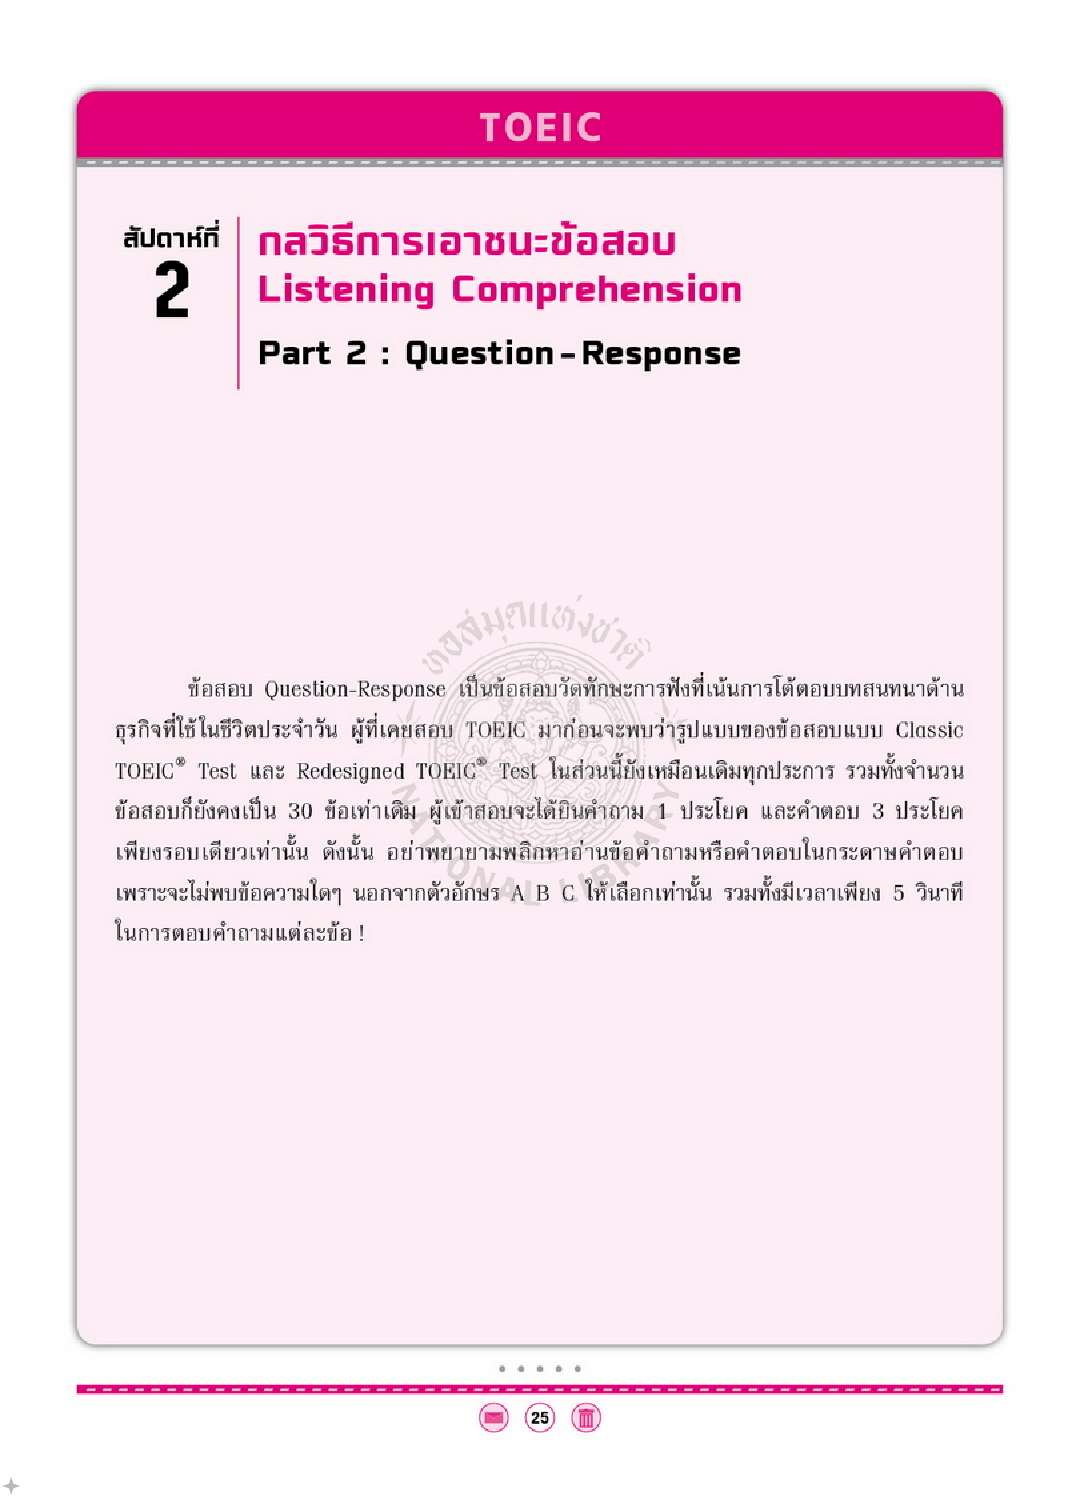 TOEIC
สัปดาห์ที่
2
กลวิธีการเอาชนะข้อสอบ
Listening Comprehension
Part 2 : Question-Response
หอสมุดแห่งชาติ
ข้อสอบ Question-Response เป็นข้อสอบวัดทักษะการฟังที่เน้นการโต้ตอบบทสนทนาด้าน
ธุรกิจที่ใช้ในชีวิตประจำวัน ผู้ที่เคยสอบ TOEIC มาก่อนจะพบว่ารูปแบบของข้อสอบแบบ Classic
TOEIC® Test และ Redesigned TOEIC® Test ในส่วนนี้ยังเหมือนเดิมทุกประการ รวมทั้งจำนวน
ข้อสอบก็ยังคงเป็น 30 ข้อเท่าเดิม ผู้เข้าสอบจะได้ยินคำถาม 1 ประโยค และคำตอบ 3 ประโยค
เพียงรอบเดียวเท่านั้น ดังนั้น อย่าพยายามพลิกหาอ่านข้อคำถามหรือคำตอบในกระดาษคำตอบ
เพราะจะไม่พบข้อความใดๆ นอกจากตัวอักษร A B C ให้เลือกเท่านั้น รวมทั้งมีเวลาเพียง 5 วินาที
ในการตอบคำถามแต่ละข้อ !
NATIONAL LIBRARY
25